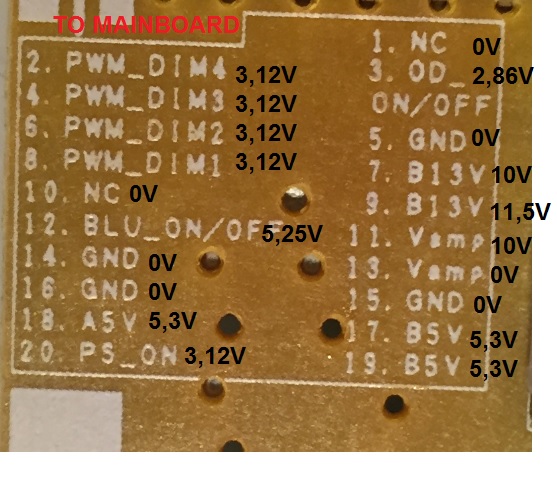 TO MAINBOARD
2. PWM_DIM4 3,12V
4. PWM_DIM3 3,12V
6. PWM_DIM2 3,12V
8. PWM_DIM1 3,12V
10. NC 0V
12. BLU_ON/OFF 5,25V
14. GND 0V
16. GND 0V
18. A5V 5,3V
20. PS_ON 3,12V
1. NC 0V
3. OD_ 2,86V
ON/OFF
5. GND 0V
7. B13V 10V
9. B13V 11,5V
11. Vamp 10V
13. Vamp 0V
15. GND 0V
17. B5V 5,3V
19. B5V 5,3V